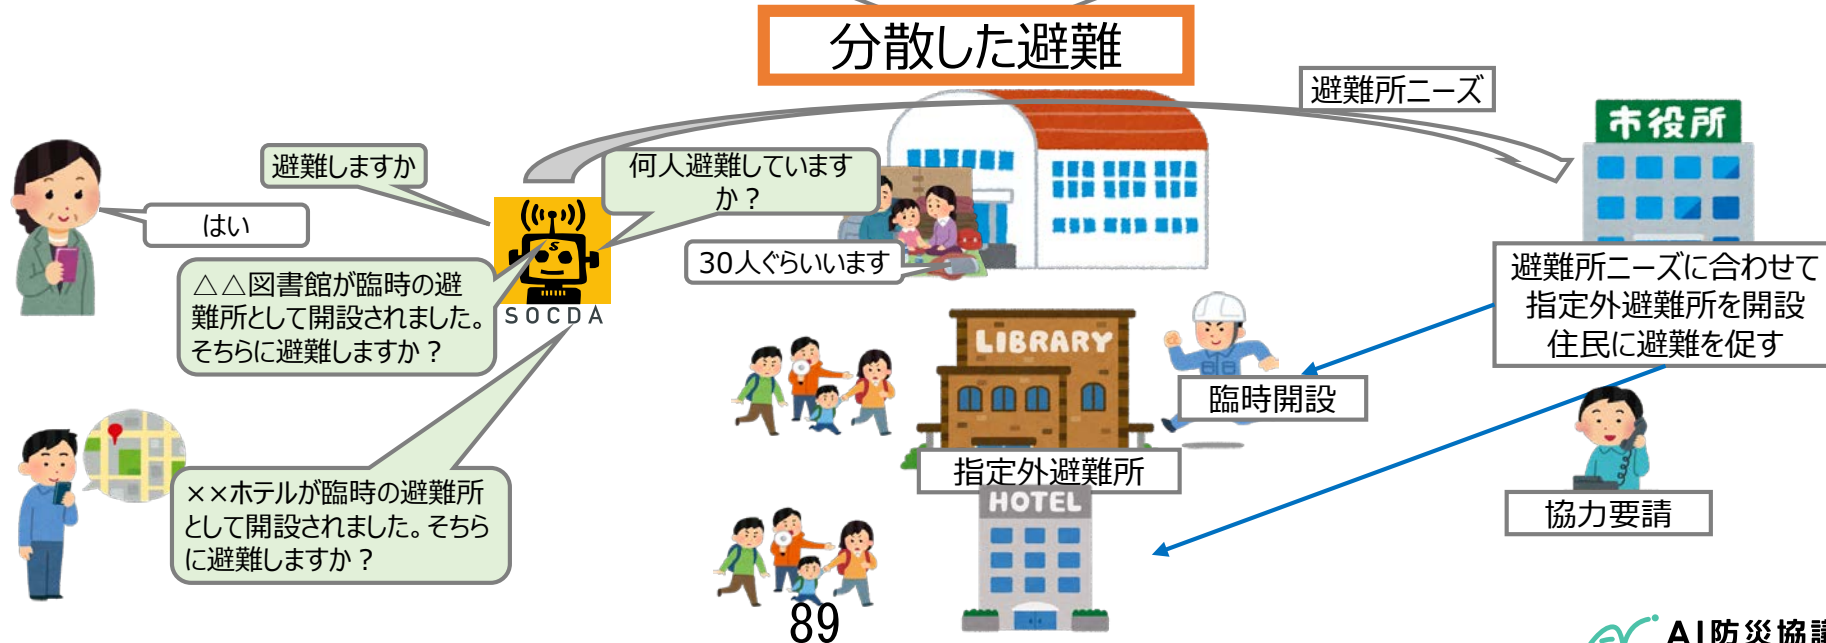 分散した避難
避難所ニーズ
市役所
避難しますか
何人避難しています
か？
はい
30人ぐらいいます
S
SOCDA
△△図書館が臨時の避
難所として開設されました。
そちらに避難しますか？
避難所ニーズに合わせて
指定外避難所を開設
住民に避難を促す
LIBRARY
臨時開設
指定外避難所
××ホテルが臨時の避難所
として開設されました。そちら
に避難しますか？
HOTEL
協力要請
89
AI防災協議